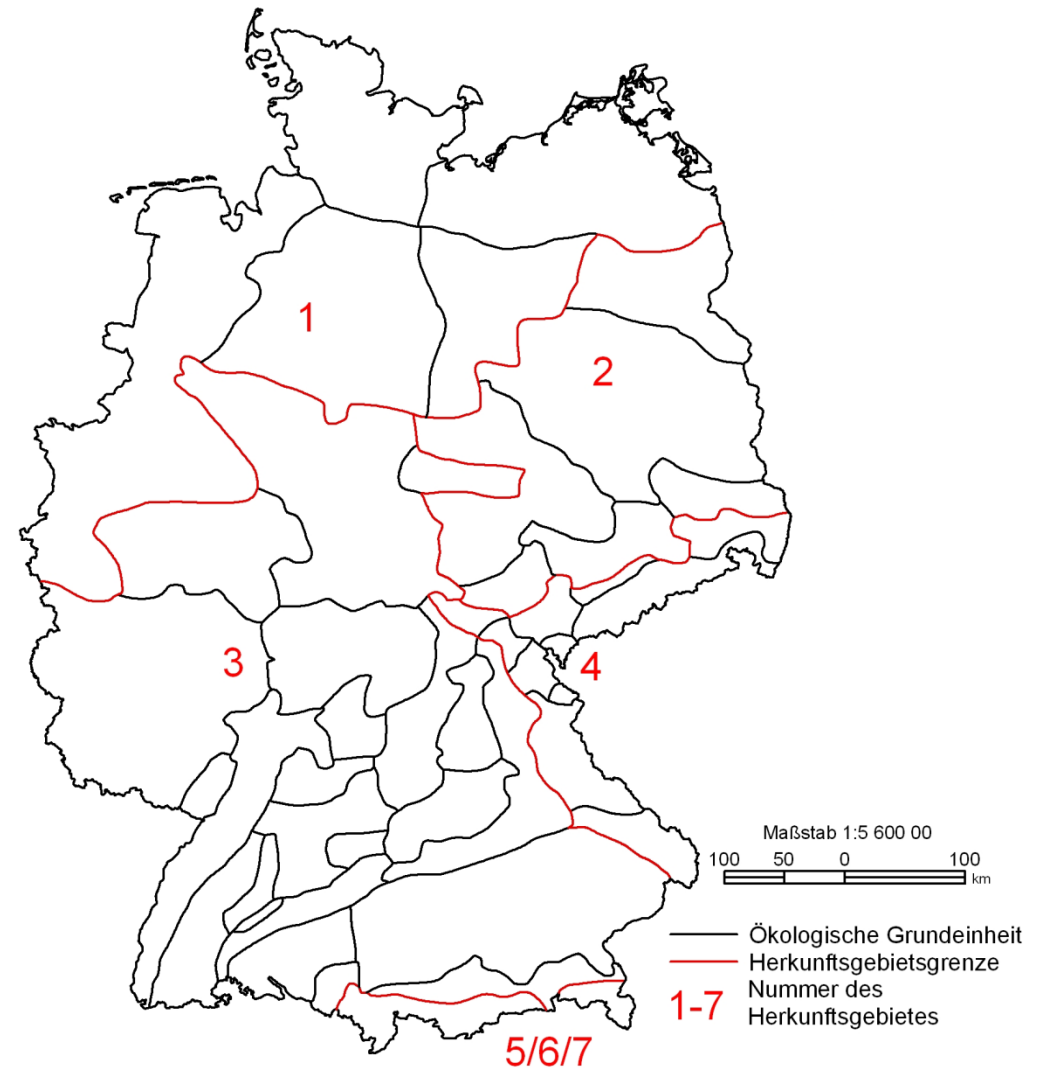 1
2
3
4
Maßstab 1:5 600 00
100 50 0 100
km
Ökologische Grundeinheit
Herkunftsgebietsgrenze
1-7 Nummer des
Herkunftsgebietes
5/6/7